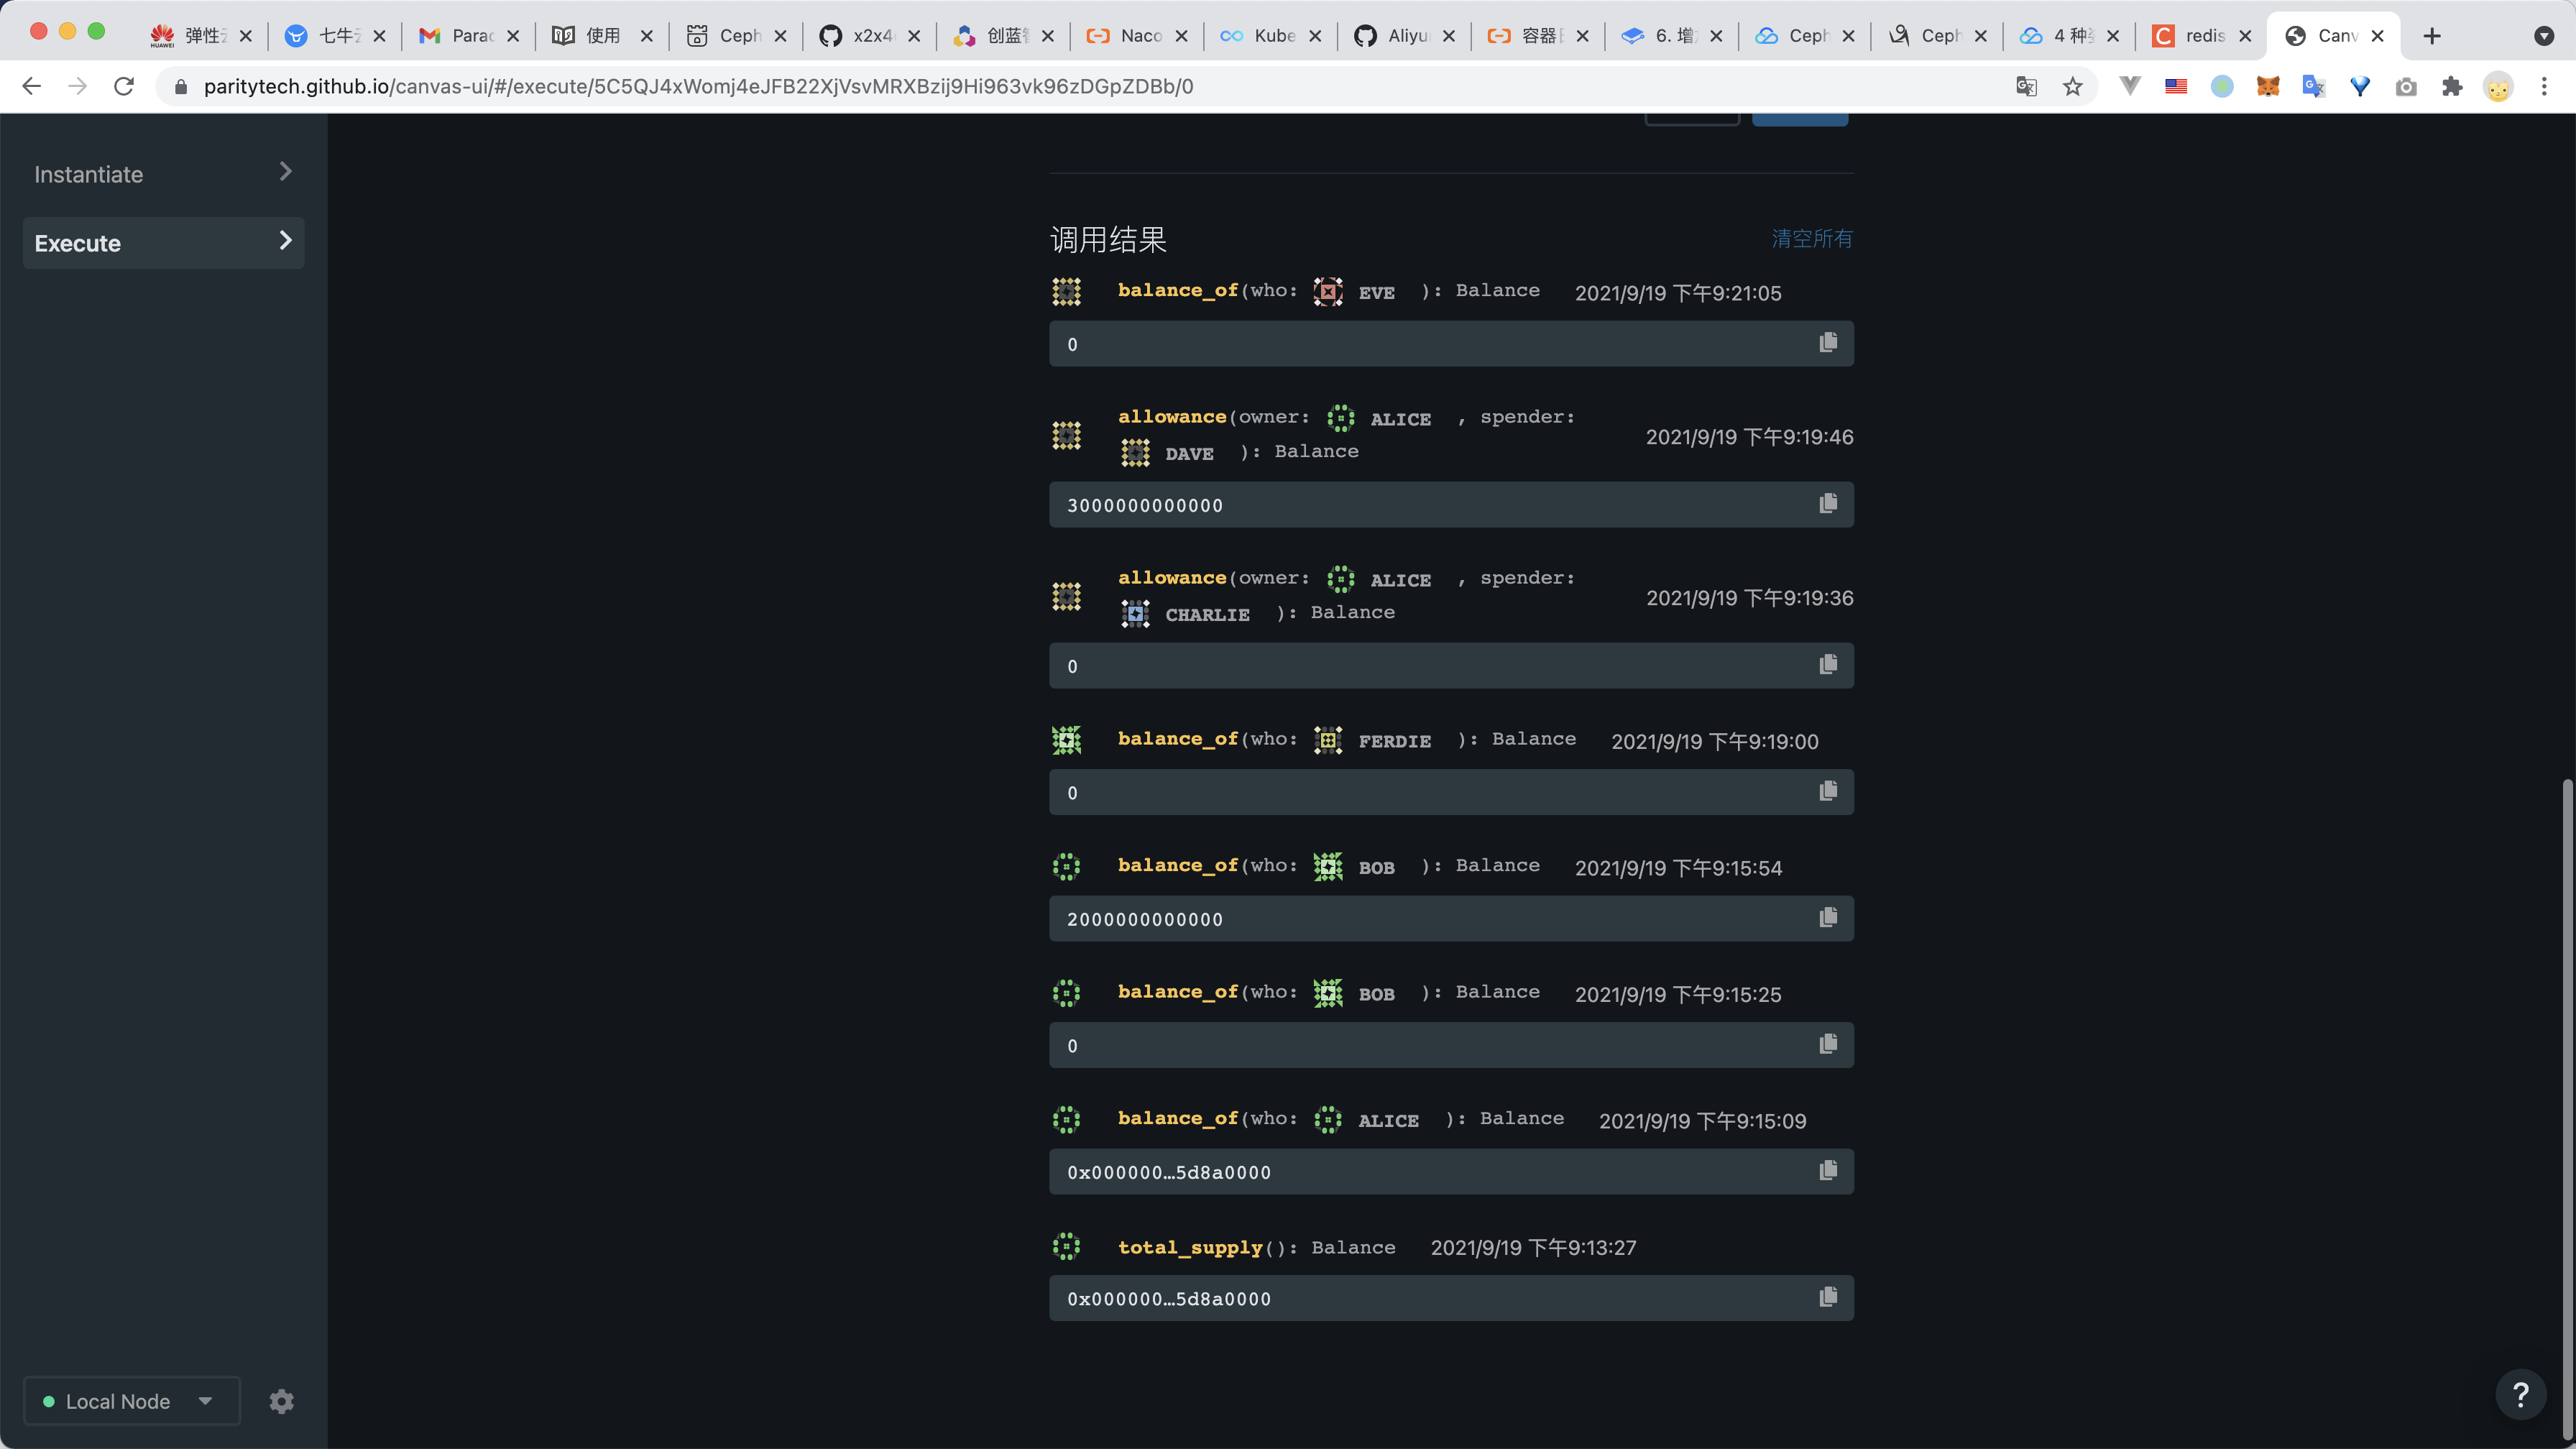 弹性云
七牛云
Parac
使用
Ceph
x2x4
创蓝智
Naco
Kube
Aliyu
容器
6. 增
Ceph
Ceph
4 种
redis
Canv
HUAWEI
paritytech.github.io/canvas-ui/#/execute/5C5QJ4xWomj4eJFB22XjVsvMRXBzij9Hi963vk96zDGpZDBb/0
Instantiate
Execute
调用结果
清空所有
balance_of(who: EVE ): Balance 2021/9/19 下午9:21:05
0
allowance(owner: ALICE , spender:
DAVE ): Balance
2021/9/19 下午9:19:46
3000000000000
allowance(owner: ALICE , spender:
CHARLIE ): Balance
2021/9/19 下午9:19:36
0
balance_of(who: FERDIE ): Balance 2021/9/19 下午9:19:00
0
balance_of(who: BOB ): Balance 2021/9/19 下午9:15:54
2000000000000
balance_of(who: BOB ): Balance 2021/9/19 下午9:15:25
0
balance_of(who: ALICE ): Balance 2021/9/19 下午9:15:09
0x000000…5d8a0000
total_supply(): Balance 2021/9/19 下午9:13:27
0x000000…5d8a0000
Local Node
?